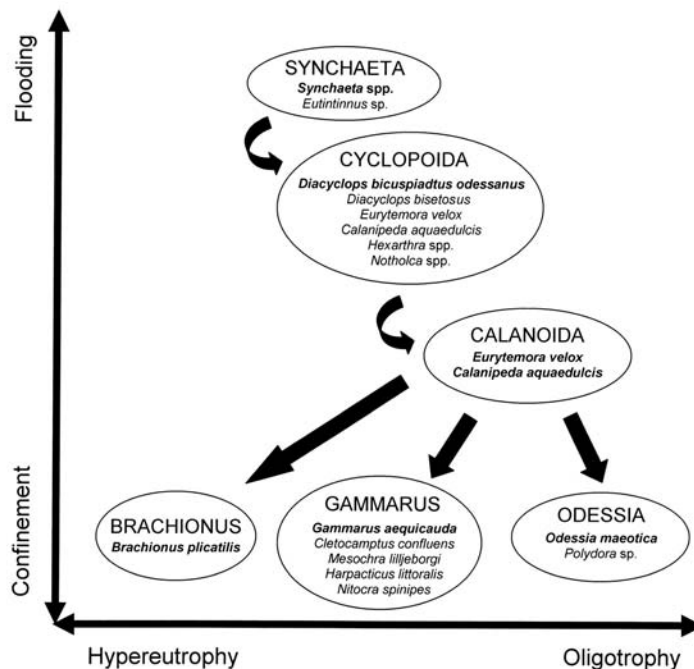 Flooding
SYNCHAETA
Synchaeta spp.
Eutintinnus sp.
CYCLOPOIDA
Diacyclops bicuspiadtus odessanus
Diacyclops bisetosus
Eurytemora velox
Calanipeda aquaedulcis
Hexarthra spp.
Notholca spp.
CALANOIDA
Eurytemora velox
Calanipeda aquaedulcis
Confinement
BRACHIONUS
Brachionus plicatilis
GAMMARUS
Gammarus aequicauda
Cletocamptus confluens
Mesochra lilljeborgi
Harpacticus littoralis
Nitocra spinipes
ODESSIA
Odessia maeotica
Polydora sp.
Hypereutrophy
Oligotrophy